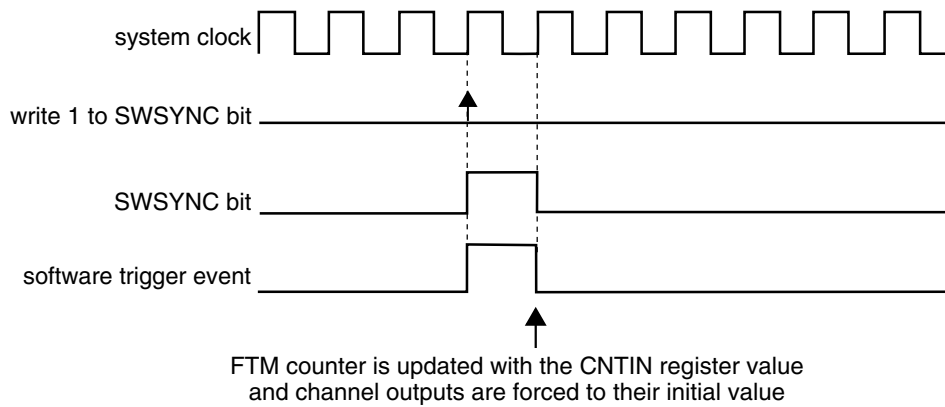 system clock
write 1 to SWSYNC bit
SWSYNC bit
software trigger event
FTM counter is updated with the CNTIN register value
and channel outputs are forced to their initial value